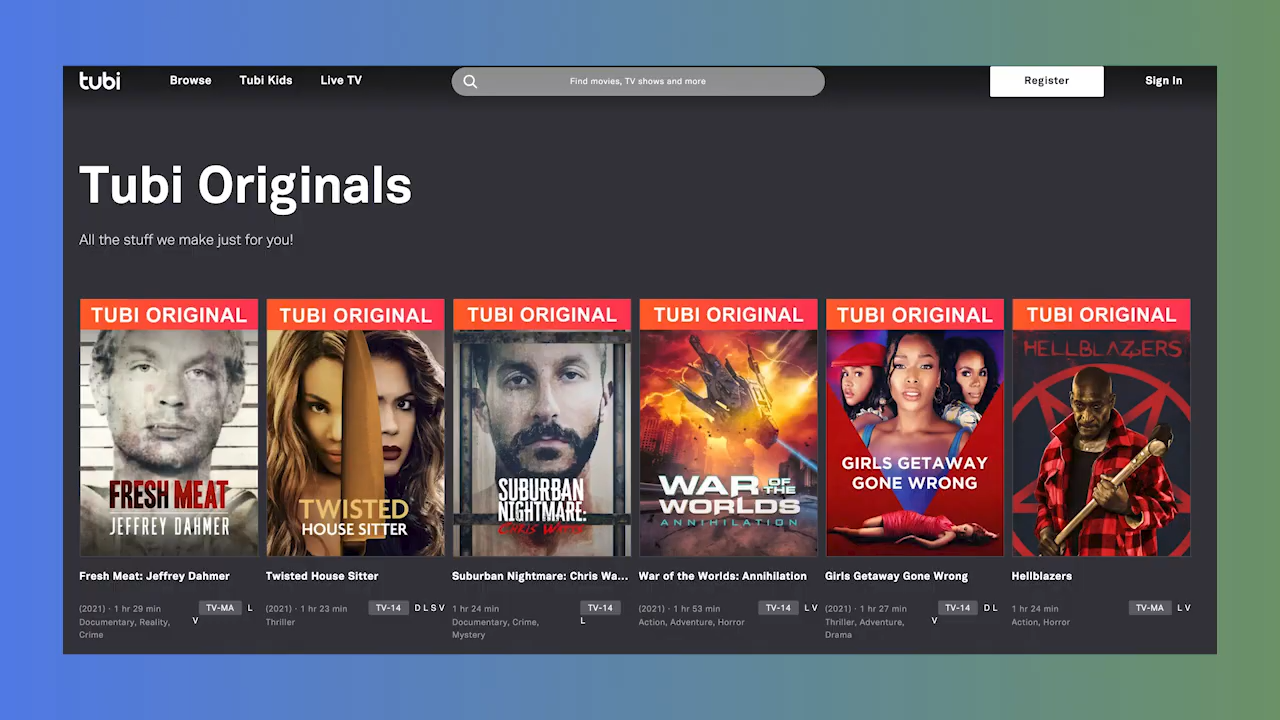 tubi
Browse
Tubi Kids
Live TV
Find movies, TV shows and more
Register
Sign In
Tubi Originals
All the stuff we make just for you!
TUBI ORIGINAL
FRESH MEAT
JEFFREY DAHMER
TUBI ORIGINAL
TWISTED
HOUSE SITTER
TUBI ORIGINAL
SUBURBAN
NIGHTMARE:
CHRIS WATTS
TUBI ORIGINAL
WAR OF THE
WORLDS
ANNIHILATION
TUBI ORIGINAL
GIRLS GETAWAY
GONE WRONG
TUBI ORIGINAL
HELLBLAZERS
Fresh Meat: Jeffrey Dahmer
(2021) · 1 hr 29 min
TV-MA L
V
Documentary, Reality,
Crime
Twisted House Sitter
(2021) · 1 hr 23 min
TV-14 D L S V
Thriller
Suburban Nightmare: Chris Wa...
1 hr 24 min
TV-14
L
Documentary, Crime,
Mystery
War of the Worlds: Annihilation
(2021) · 1 hr 53 min
TV-14 L V
Action, Adventure, Horror
Girls Getaway Gone Wrong
(2021) · 1 hr 27 min
TV-14 D L
V
Thriller, Adventure,
Drama
Hellblazers
1 hr 24 min
TV-MA L V
Action, Horror